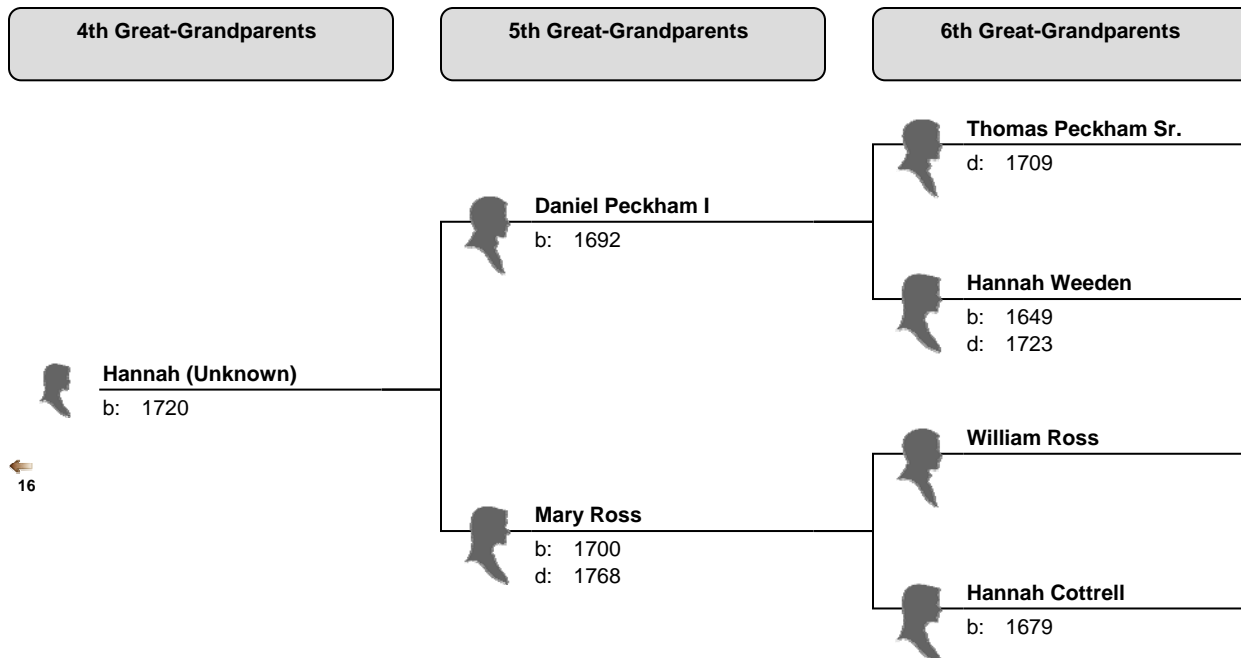 4th Great-Grandparents
5th Great-Grandparents
6th Great-Grandparents
Thomas Peckham Sr.
d: 1709
Daniel Peckham I
b: 1692
Hannah Weeden
b: 1649
d: 1723
Hannah (Unknown)
b: 1720
William Ross
16
Mary Ross
b: 1700
d: 1768
Hannah Cottrell
b: 1679